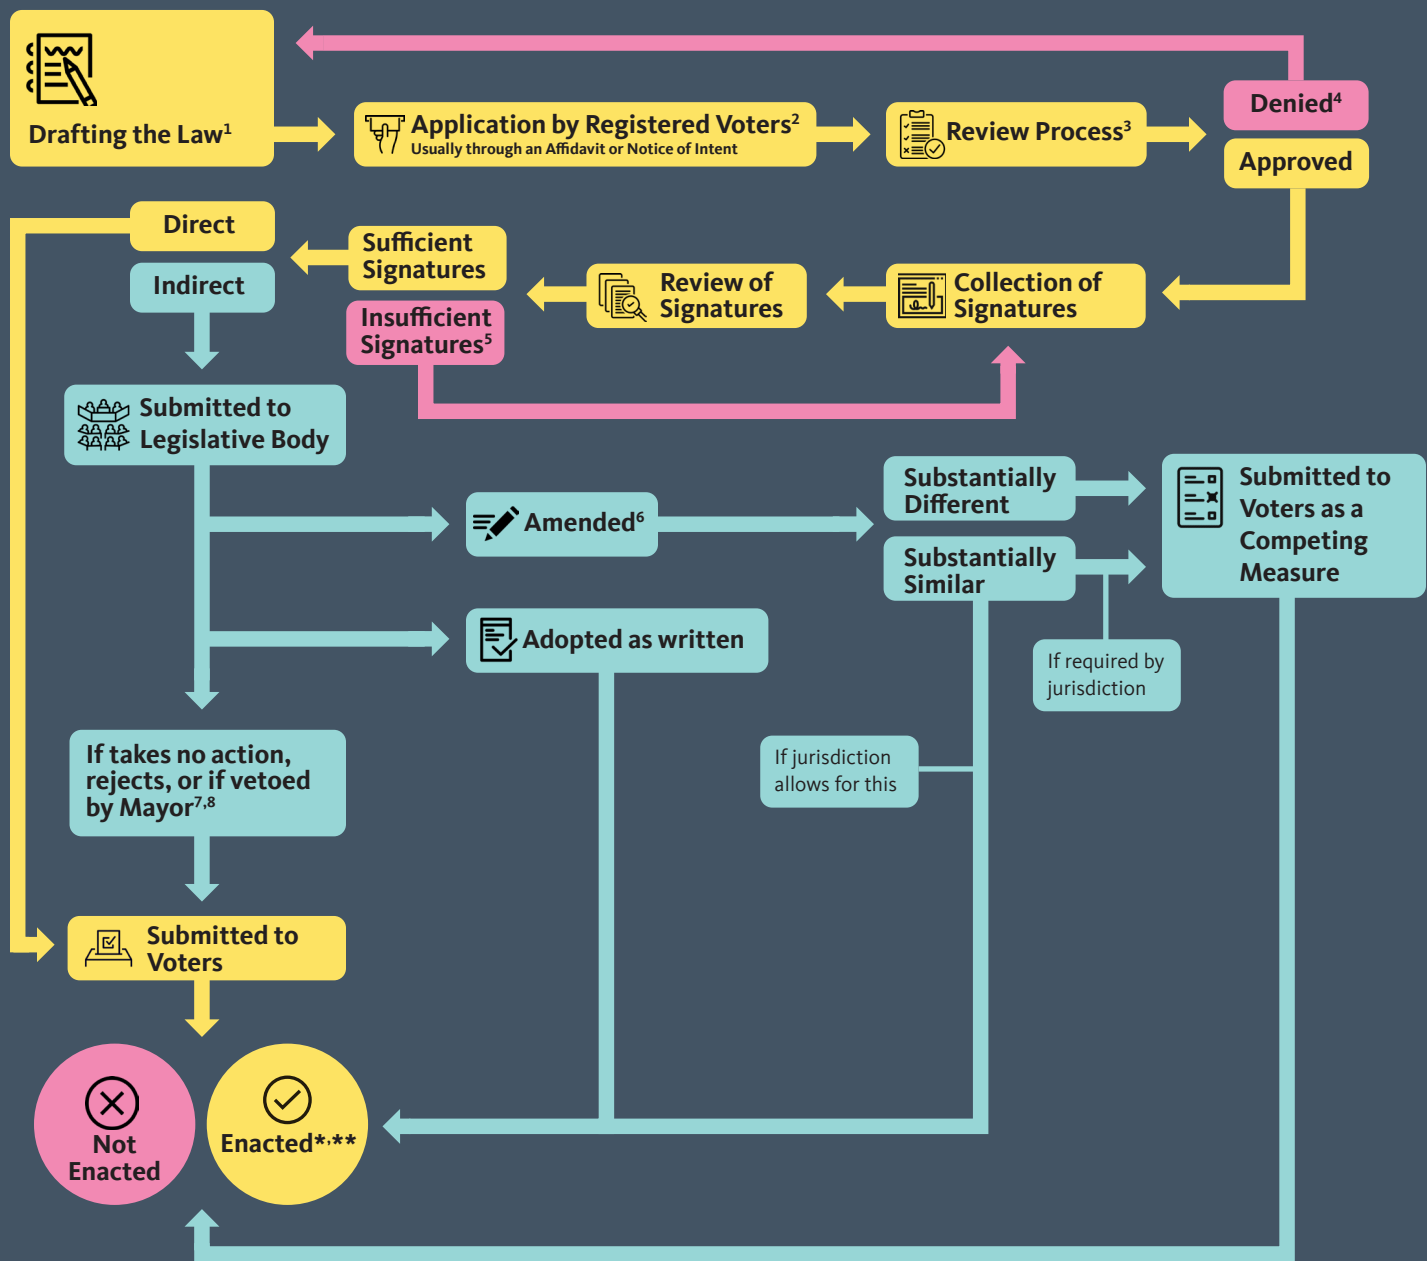 Drafting the Law1
Application by Registered Voters2
Usually through an Affidavit or Notice of Intent
Review Process3
Denied4
Approved
Direct
Indirect
Sufficient
Signatures
Insufficient
Signatures5
Review of
Signatures
Collection of
Signatures
Submitted to
Legislative Body
Amended6
Substantially
Different
Substantially
Similar
Submitted to
Voters as a
Competing
Measure
Adopted as written
If required by
jurisdiction
If jurisdiction
allows for this
If takes no action,
rejects, or if vetoed
by Mayor7,8
Submitted to
Voters
Not
Enacted
Enacted*,**